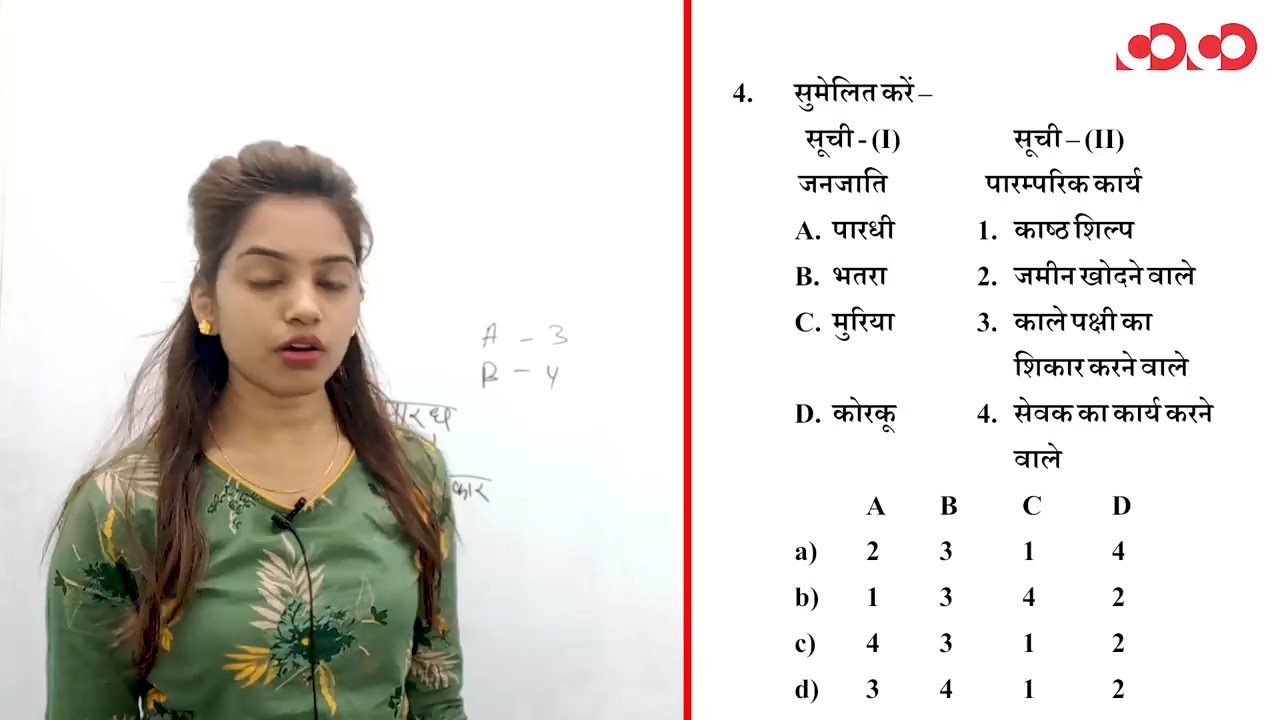 4. सुमेलित करें –
सूची - (I) सूची – (II)
जनजाति पारम्परिक कार्य
A. पारधी 1. काष्ठ शिल्प
B. भतरा 2. जमीन खोदने वाले
C. मुरिया 3. काले पक्षी का
शिकार करने वाले
D. कोरकू 4. सेवक का कार्य करने
वाले
A B C D
a) 2 3 1 4
b) 1 3 4 2
c) 4 3 1 2
d) 3 4 1 2
A – 3
B – 4